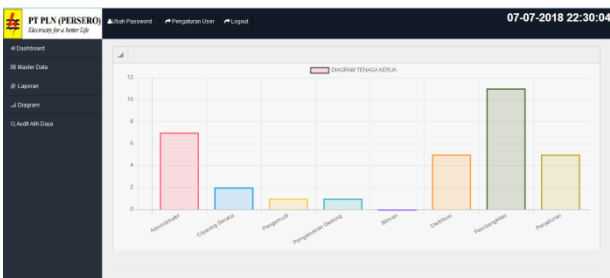 PT PLN (PERSERO)
Electricity for a better Life
Ubah Password
Pengaturan User
Logout
07-07-2018 22:30:04
Dashboard
Master Data
Laporan
Diagram
Audit Alih Daya
DIAGRAM TENAGA KERJA
12
10
8
6
4
2
0
Administrator
Cleaning Service
Pengemudi
Pengamanan Gedung
Distribusi
Pembangkitan
Penyaluran